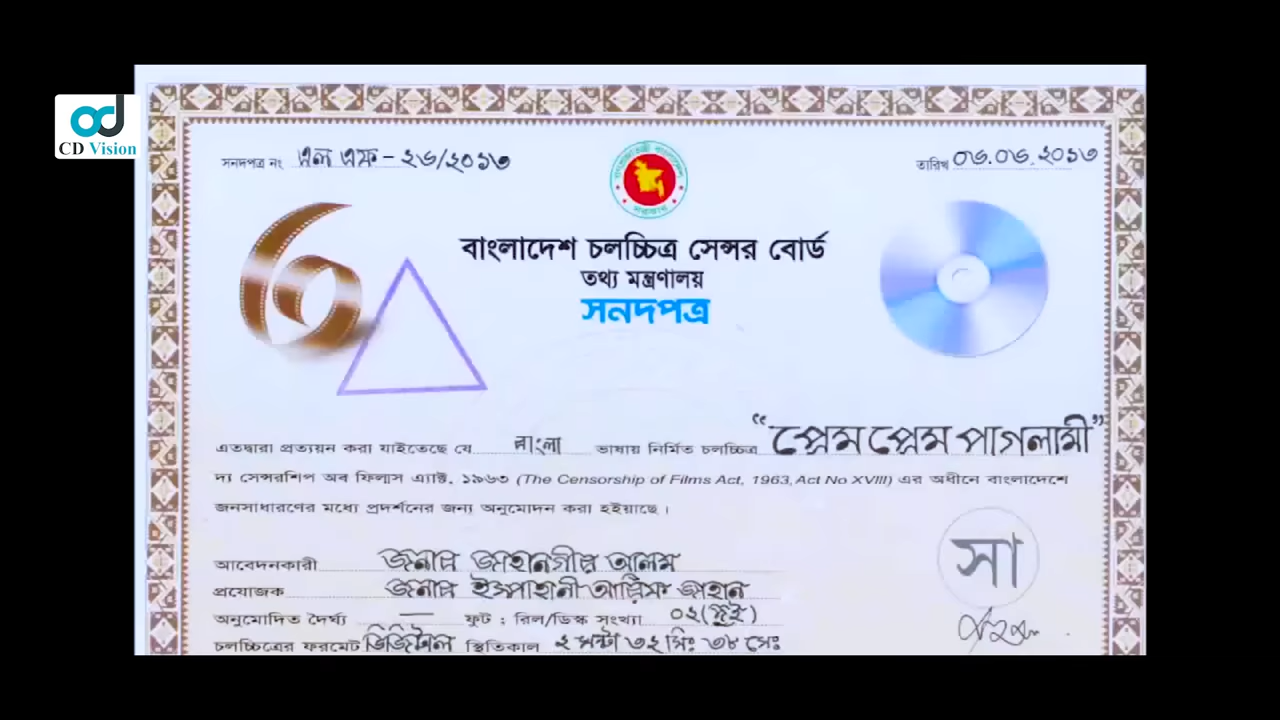 CD Vision
সনদপত্র নং এল এফ - ২৬/২০১৩
তারিখ ০৬.০৬.২০১৩
বাংলাদেশ চলচ্চিত্র সেন্সর বোর্ড
তথ্য মন্ত্রণালয়
সনদপত্র
এতদ্বারা প্রত্যয়ন করা যাইতেছে যে বাংলা ভাষায় নির্মিত চলচ্চিত্র “প্রেম প্রেম পাগলামী”
দ্য সেন্সরশিপ অব ফিল্মস এ্যাক্ট, ১৯৬৩ (The Censorship of Films Act, 1963, Act No XVIII) এর অধীনে বাংলাদেশে
জনসাধারণের মধ্যে প্রদর্শনের জন্য অনুমোদন করা হইয়াছে।
সা
আবেদনকারী জনাব জাহানগীর আলম
প্রযোজক জনাব ইস্পাহানী আরিফ জাহান
অনুমোদিত দৈর্ঘ্য — ফুট : রিল/ডিস্ক সংখ্যা ০২(দুই)
চলচ্চিত্রের ফরমেট ডিজিটাল স্থিতিকাল ২ ঘন্টা ৩২ মিঃ ৩৮ সেঃ